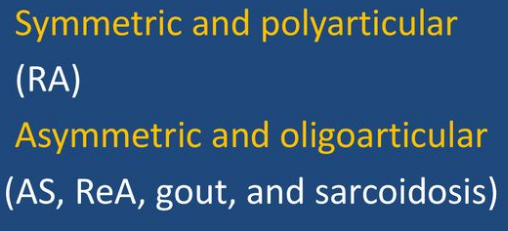 Symmetric and polyarticular
(RA)
Asymmetric and oligoarticular
(AS, ReA, gout, and sarcoidosis)